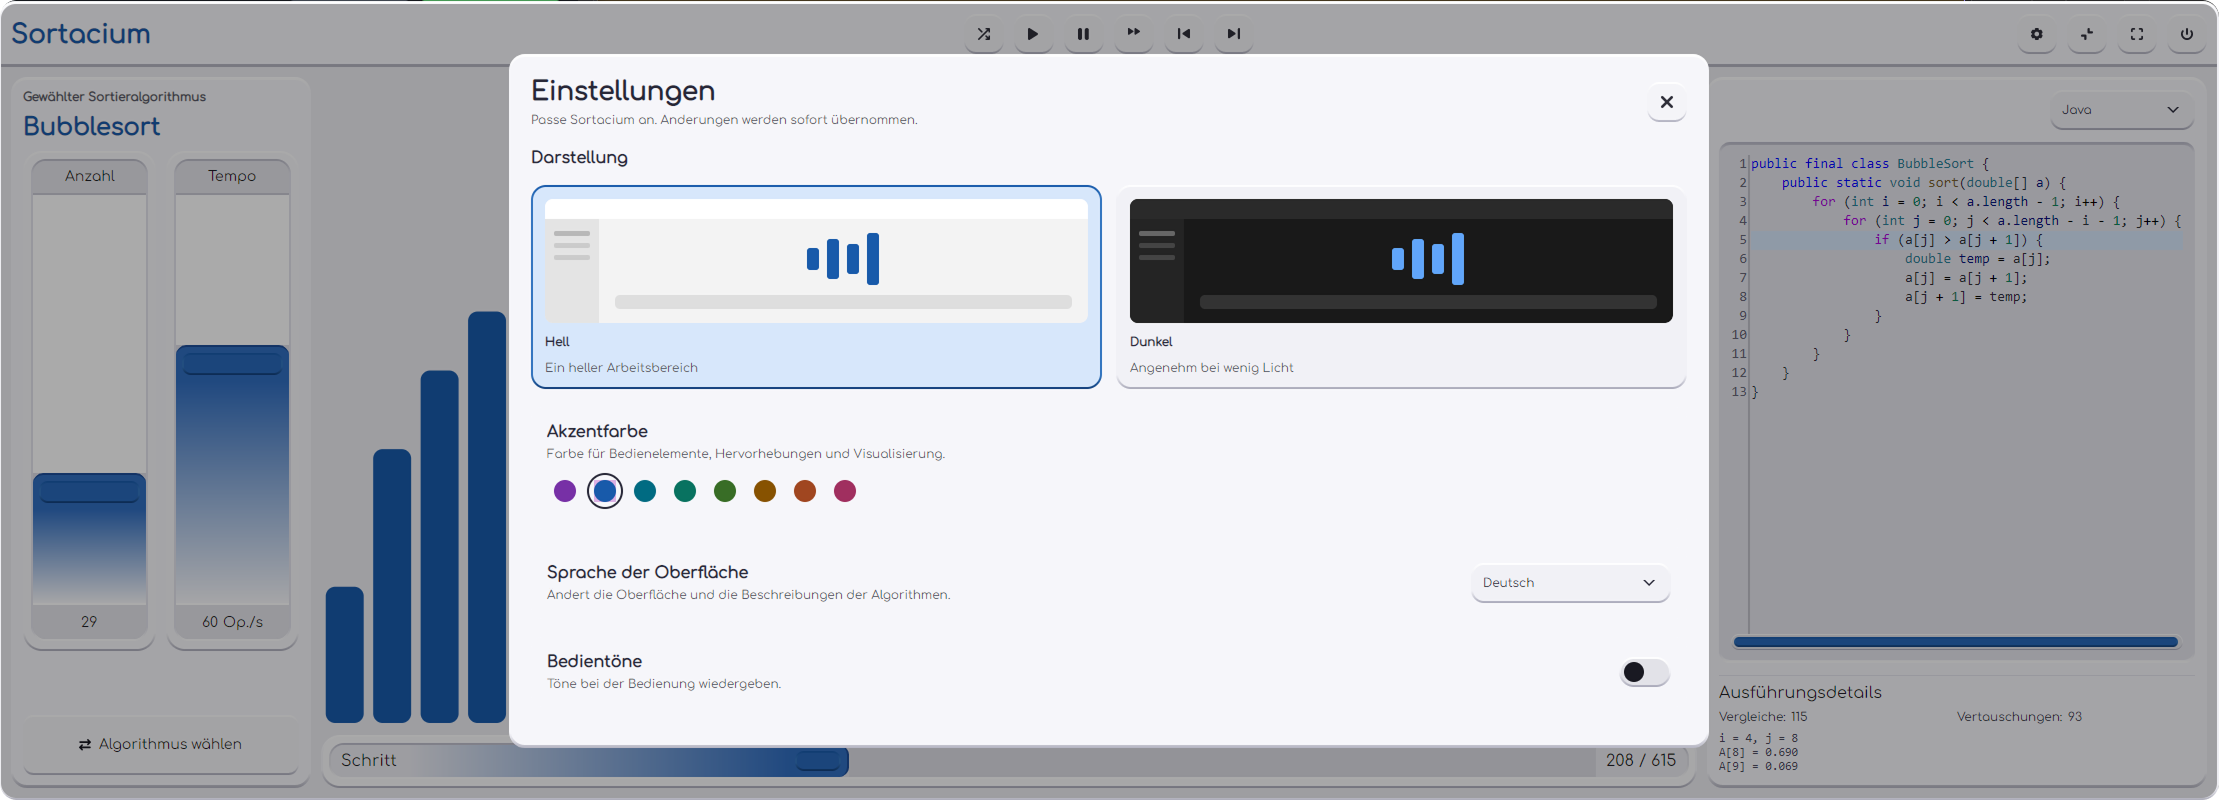 Sortacium
Gewählter Sortieralgorithmus
Bubblesort
Anzahl
Tempo
29
60 Op./s
Algorithmus wählen
Einstellungen
Passe Sortacium an. Änderungen werden sofort übernommen.
Darstellung
Hell
Ein heller Arbeitsbereich
Dunkel
Angenehm bei wenig Licht
Akzentfarbe
Farbe für Bedienelemente, Hervorhebungen und Visualisierung.
Sprache der Oberfläche
Ändert die Oberfläche und die Beschreibungen der Algorithmen.
Deutsch
Bedientöne
Töne bei der Bedienung wiedergeben.
Schritt
208 / 615
Java
1 public final class BubbleSort {
2     public static void sort(double[] a) {
3         for (int i = 0; i < a.length - 1; i++) {
4             for (int j = 0; j < a.length - i - 1; j++) {
5                 if (a[j] > a[j + 1]) {
6                     double temp = a[j];
7                     a[j] = a[j + 1];
8                     a[j + 1] = temp;
9                 }
10             }
11         }
12     }
13 }
Ausführungsdetails
Vergleiche: 115
Vertauschungen: 93
i = 4, j = 8
A[8] = 0.690
A[9] = 0.069